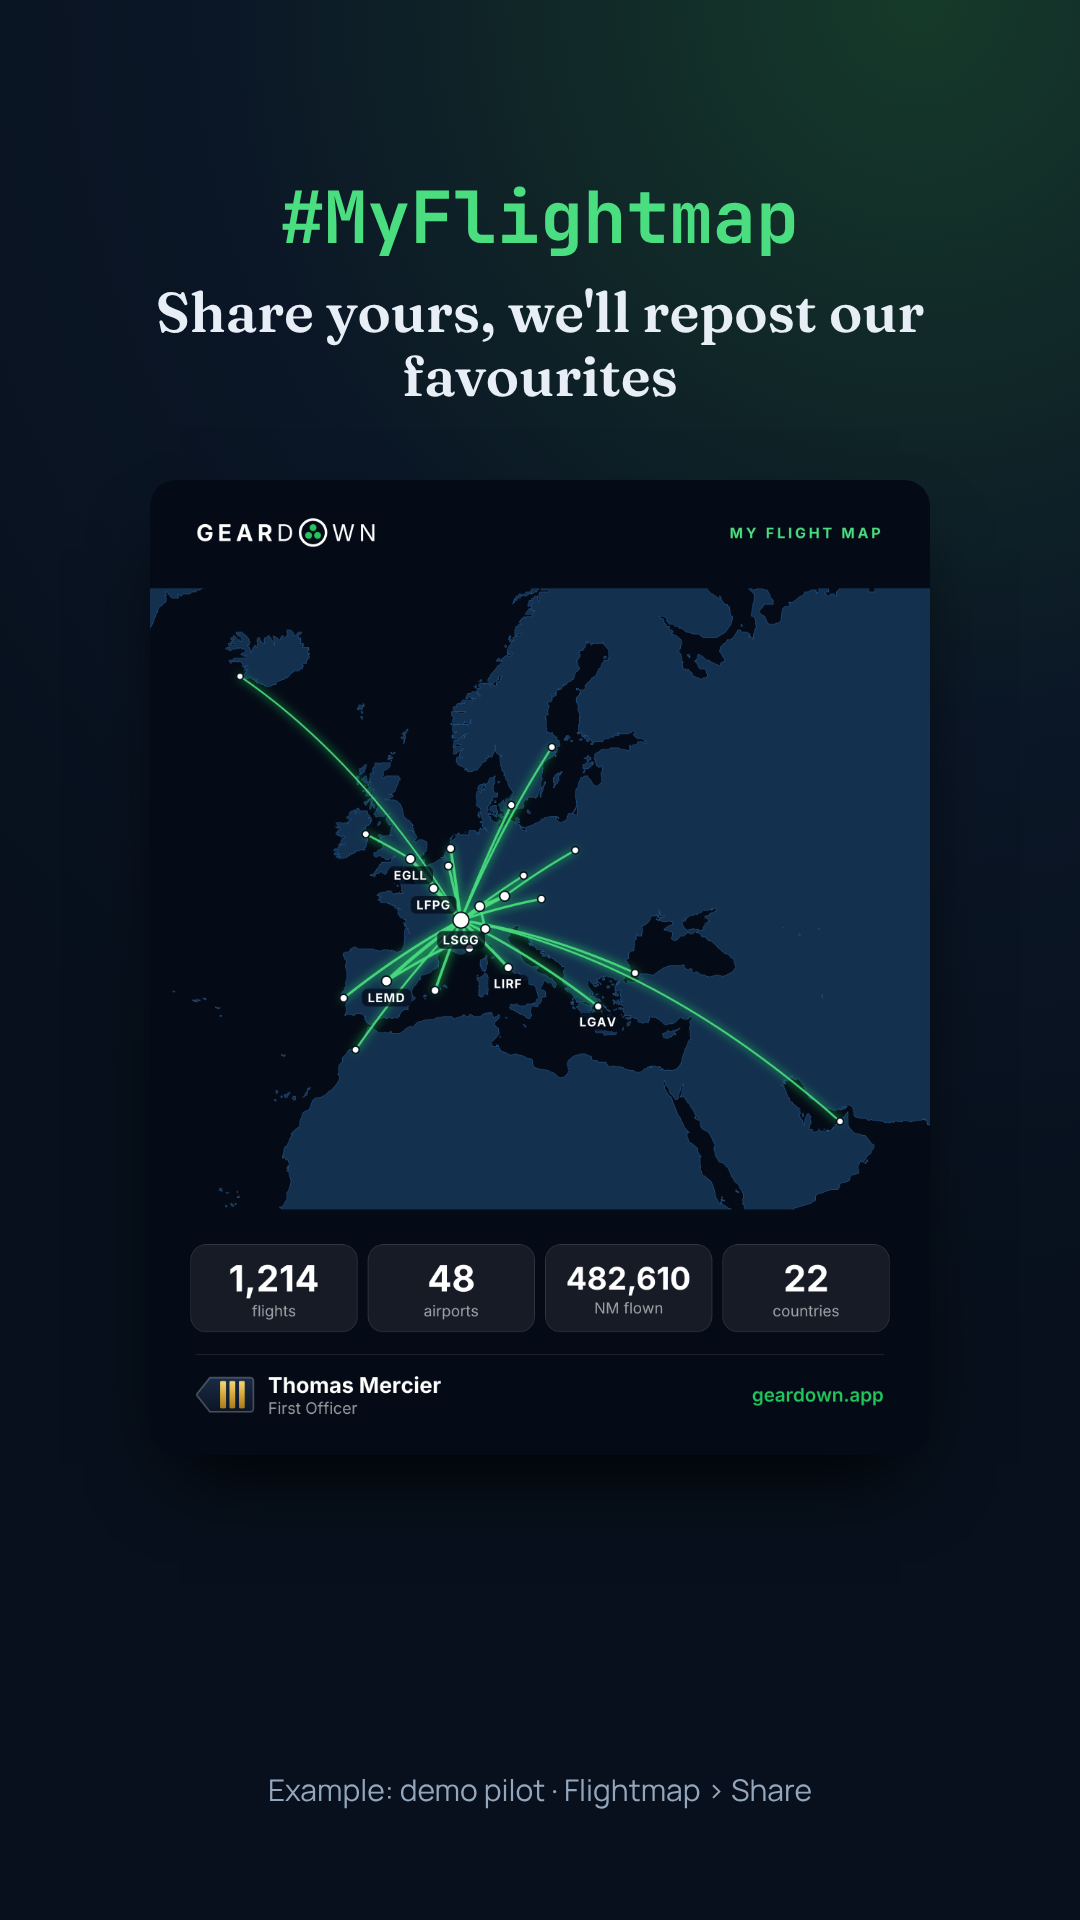 #MyFlightmap
Share yours, we'll repost our
favourites
GEARDOWN
MY FLIGHT MAP
EGLL
LFPG
LSGG
LIRF
LEMD
LGAV
1,214
flights
48
airports
482,610
NM flown
22
countries
Thomas Mercier
First Officer
geardown.app
Example: demo pilot · Flightmap > Share